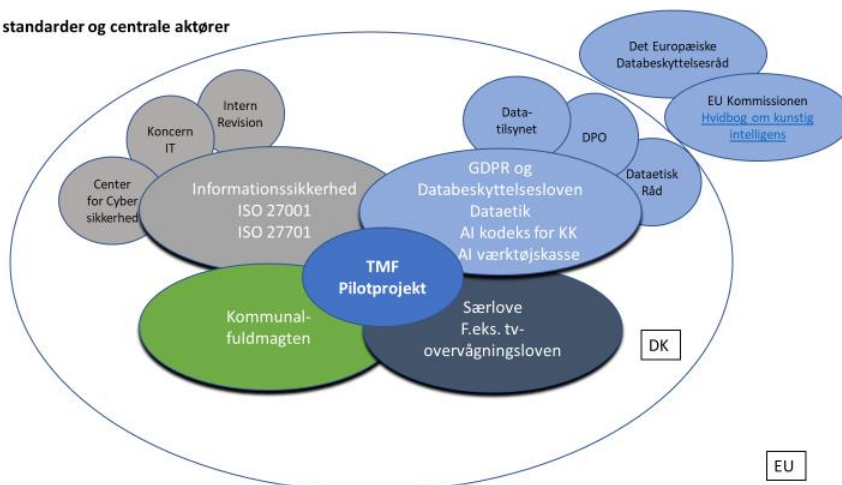 standarder og centrale aktører
Det Europæiske
Databeskyttelsesråd
EU Kommissionen
Hvidbog om kunstig
intelligens
Intern
Revision
Koncern
IT
Center
for Cyber
sikkerhed
Data-
tilsynet
DPO
Dataetisk
Råd
Informationssikkerhed
ISO 27001
ISO 27701
GDPR og
Databeskyttelsesloven
Dataetik
AI kodeks for KK
AI værktøjskasse
TMF
Pilotprojekt
Kommunal-
fuldmagten
Særlove
F.eks. tv-
overvågningsloven
DK
EU